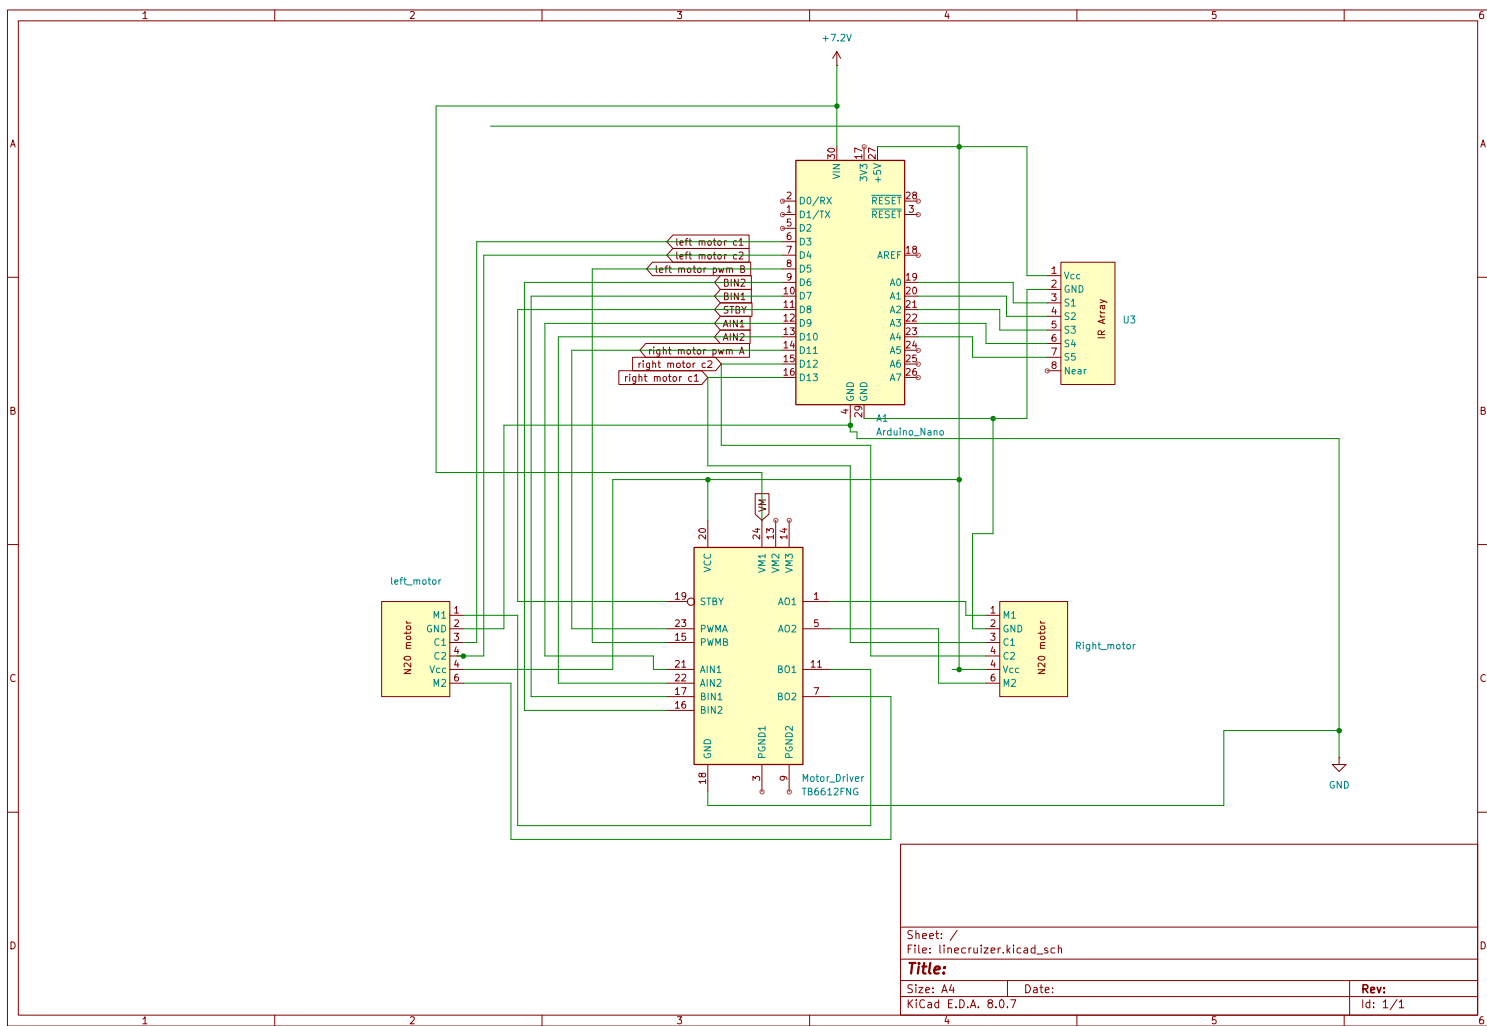 1 2 3 4 5 6
A A
B B
C C
D D
1 2 3 4 5 6
+7.2V
30 17 27
VIN 3V3 +5V
2 D0/RX RESET 28
1 D1/TX RESET 3
5 D2
left motor c1 6 D3
left motor c2 7 D4 AREF 18
left motor pwm B 8 D5
BIN2 9 D6 A0 19
BIN1 10 D7 A1 20
STBY 11 D8 A2 21
AIN1 12 D9 A3 22
AIN2 13 D10 A4 23
right motor pwm A 14 D11 A5 24
right motor c2 15 D12 A6 25
right motor c1 16 D13 A7 26
GND GND
4 29
A1
Arduino_Nano
1 Vcc
2 GND
3 S1
4 S2
5 S3
6 S4
7 S5
8 Near
IR Array
U3
VM
20 24 13 14
VCC VM1 VM2 VM3
19 STBY AO1 1
23 PWMA AO2 5
15 PWMB
21 AIN1 BO1 11
22 AIN2
17 BIN1 BO2 7
16 BIN2
GND PGND1 PGND2
18 3 9
Motor_Driver
TB6612FNG
left_motor
N20 motor
M1 1
GND 2
C1 3
C2 4
Vcc 4
M2 6
1 M1
2 GND
3 C1
4 C2
4 Vcc
6 M2
N20 motor
Right_motor
GND
Sheet: /
File: linecruizer.kicad_sch
Title:
Size: A4 Date: Rev:
KiCad E.D.A. 8.0.7 Id: 1/1